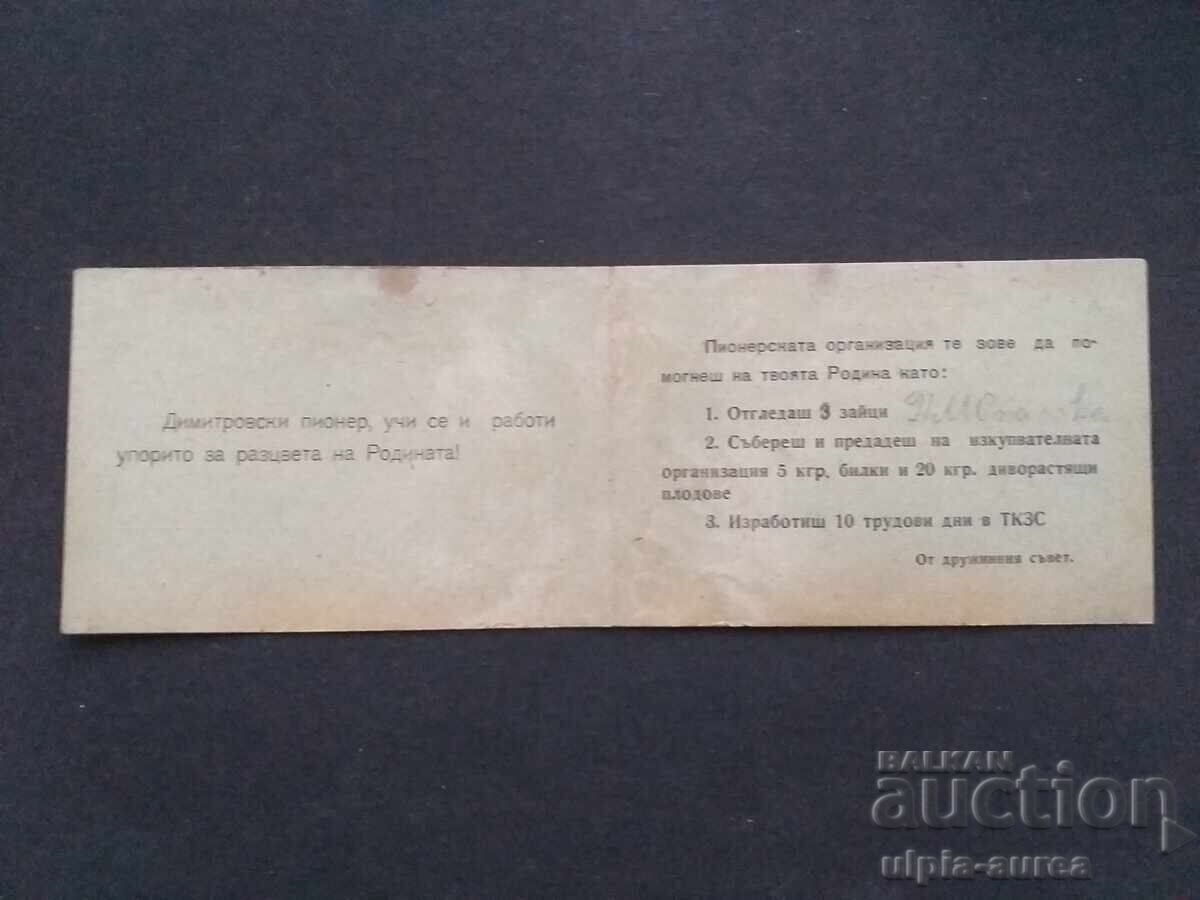 Димитровски пионер, учи се и работи
упорито за разцвета на Родината!
Пионерската организация те зове да по-
могнеш на твоята Родина като:
1. Отгледаш 3 зайци
2. Събереш и предадеш на изкупвателната
организация 5 кгр, билки и 20 кгр. диворастящи
плодове
3. Изработиш 10 трудови дни в ТКЗС
От дружинния съвет.
BALKAN
auction
ulpia-aurea